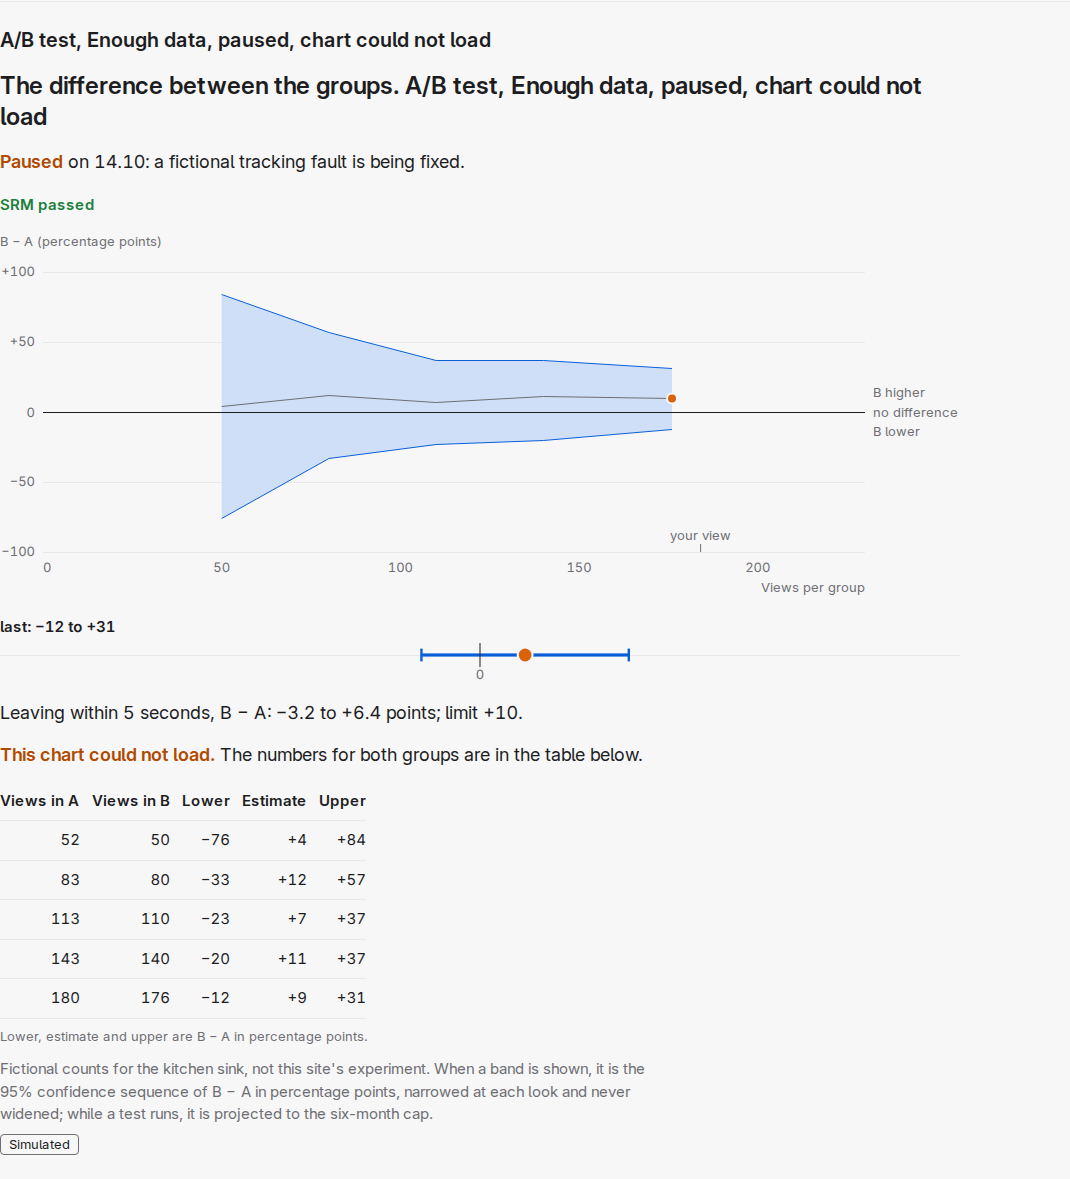 A/B test, Enough data, paused, chart could not load
The difference between the groups. A/B test, Enough data, paused, chart could not
load
Paused on 14.10: a fictional tracking fault is being fixed.
SRM passed
B − A (percentage points)
+100
+50
0
−50
−100
B higher
no difference
B lower
your view
0 50 100 150 200
Views per group
last: −12 to +31
0
Leaving within 5 seconds, B − A: −3.2 to +6.4 points; limit +10.
This chart could not load. The numbers for both groups are in the table below.
Views in A Views in B Lower Estimate Upper
52 50 −76 +4 +84
83 80 −33 +12 +57
113 110 −23 +7 +37
143 140 −20 +11 +37
180 176 −12 +9 +31
Lower, estimate and upper are B − A in percentage points.
Fictional counts for the kitchen sink, not this site's experiment. When a band is shown, it is the
95% confidence sequence of B − A in percentage points, narrowed at each look and never
widened; while a test runs, it is projected to the six-month cap.
Simulated